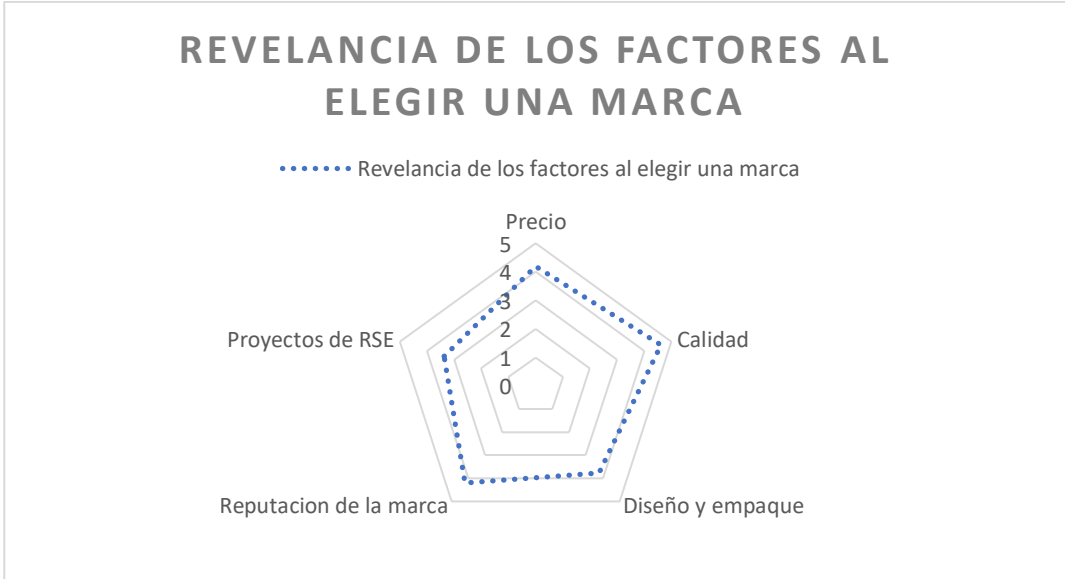 REVELANCIA DE LOS FACTORES AL
ELEGIR UNA MARCA
Revelancia de los factores al elegir una marca
Precio
5
4
3
2
1
0
Proyectos de RSE
Calidad
Reputacion de la marca
Diseño y empaque